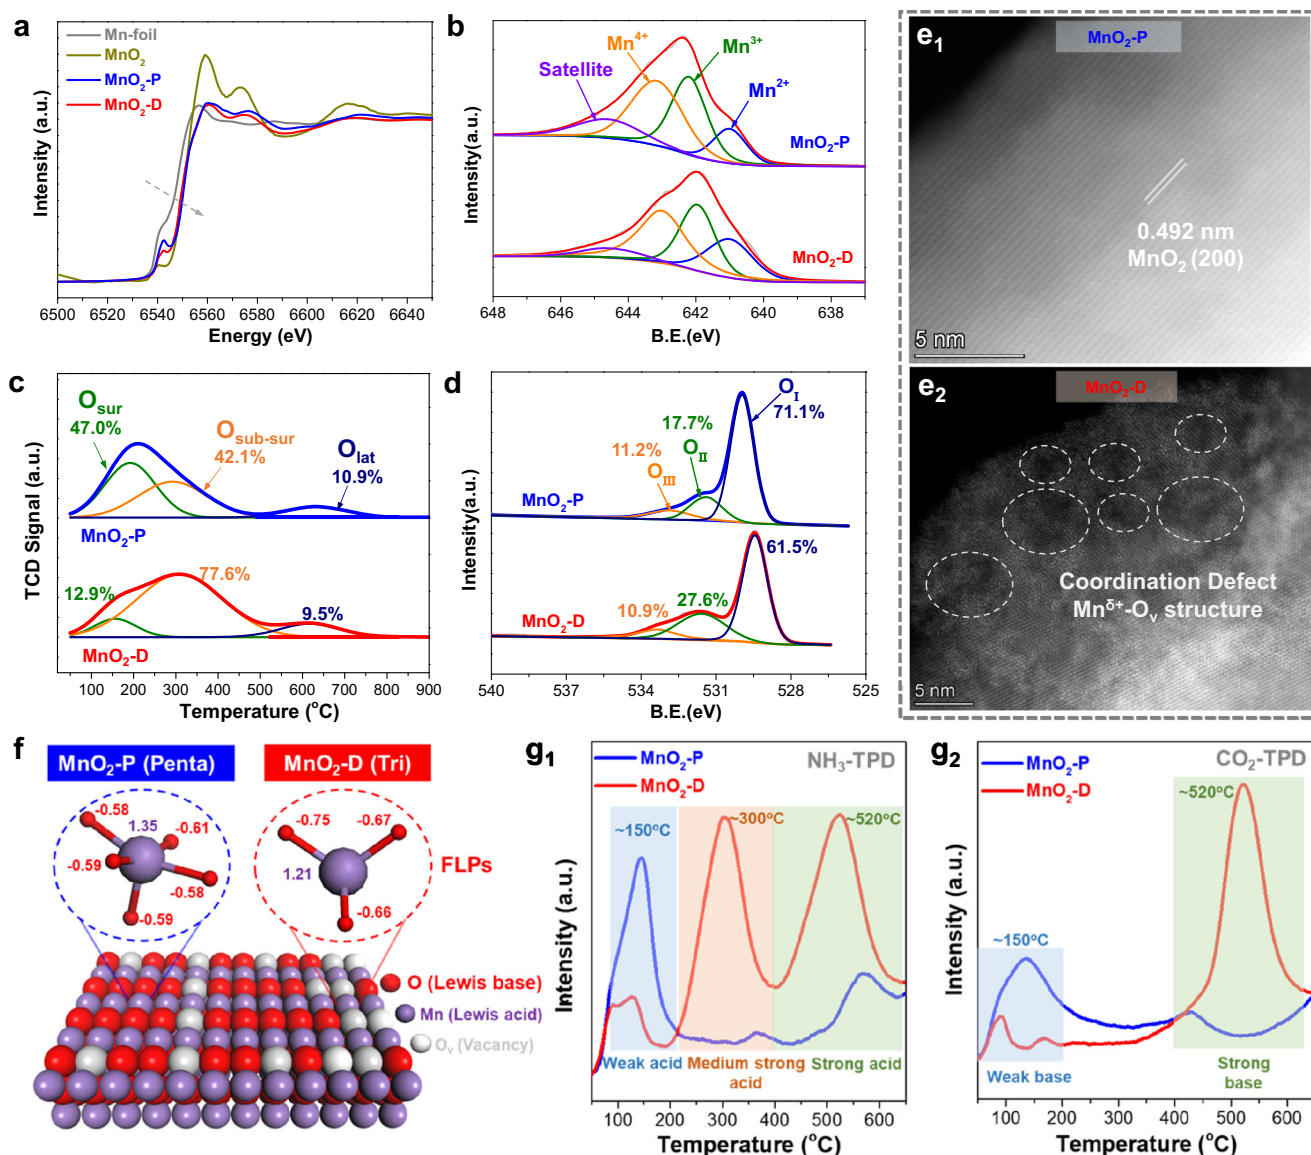 a
Mn-foil
MnO2
MnO2-P
MnO2-D
Intensity (a.u.)
6500 6520 6540 6560 6580 6600 6620 6640
Energy (eV)
b
Mn4+
Mn3+
Satellite
Mn2+
MnO2-P
MnO2-D
Intensity(a.u.)
648 646 644 642 640 638
B.E.(eV)
e1
MnO2-P
0.492 nm
MnO2 (200)
5 nm
c
Osur
47.0%
Osub-sur
42.1%
Olat
10.9%
MnO2-P
12.9%
77.6%
9.5%
MnO2-D
TCD Signal (a.u.)
100 200 300 400 500 600 700 800 900
Temperature (oC)
d
OI
71.1%
17.7%
OII
11.2%
OIII
MnO2-P
61.5%
27.6%
10.9%
MnO2-D
Intensity(a.u.)
540 537 534 531 528 525
B.E.(eV)
e2
MnO2-D
Coordination Defect
Mnδ+-Ov structure
5 nm
f
MnO2-P (Penta)
MnO2-D (Tri)
-0.58
1.35
-0.61
-0.59
-0.58
-0.59
-0.75
-0.67
1.21
-0.66
FLPs
O (Lewis base)
Mn (Lewis acid)
Ov (Vacancy)
g1
MnO2-P
MnO2-D
NH3-TPD
~150oC
~300oC
~520oC
Weak acid
Medium strong
acid
Strong acid
Intensity (a.u.)
100 200 300 400 500 600
Temperature (oC)
g2
MnO2-P
MnO2-D
CO2-TPD
~520oC
~150oC
Weak base
Strong
base
Intensity (a.u.)
100 200 300 400 500 600
Temperature (oC)